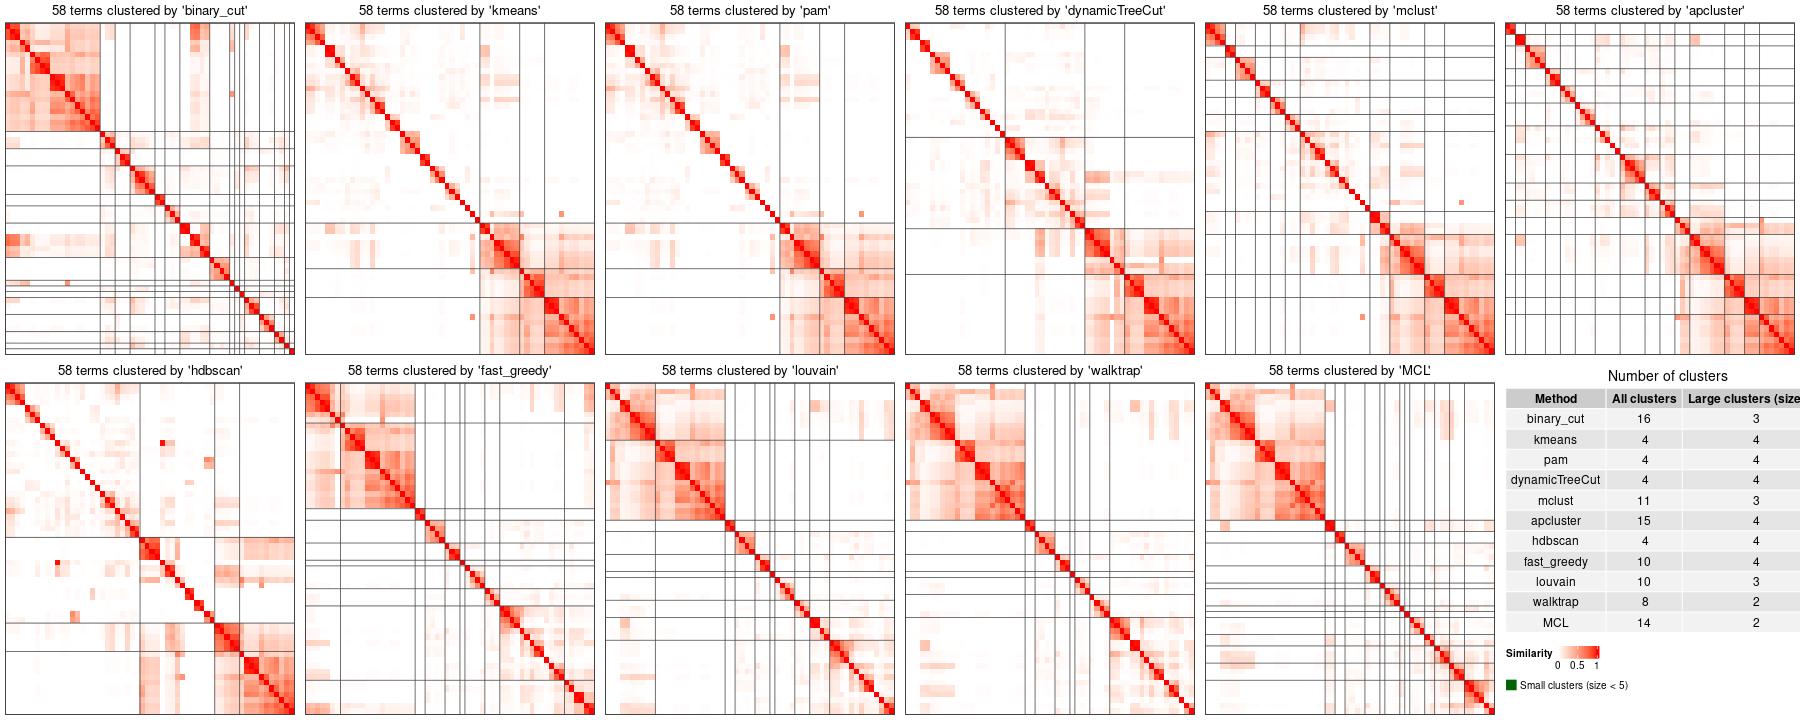 58 terms clustered by 'binary_cut'
58 terms clustered by 'kmeans'
58 terms clustered by 'pam'
58 terms clustered by 'dynamicTreeCut'
58 terms clustered by 'mclust'
58 terms clustered by 'apcluster'
58 terms clustered by 'hdbscan'
58 terms clustered by 'fast_greedy'
58 terms clustered by 'louvain'
58 terms clustered by 'walktrap'
58 terms clustered by 'MCL'
Number of clusters
Method All clusters Large clusters (size
binary_cut 16 3
kmeans 4 4
pam 4 4
dynamicTreeCut 4 4
mclust 11 3
apcluster 15 4
hdbscan 4 4
fast_greedy 10 4
louvain 10 3
walktrap 8 2
MCL 14 2
Similarity
0 0.5 1
Small clusters (size < 5)